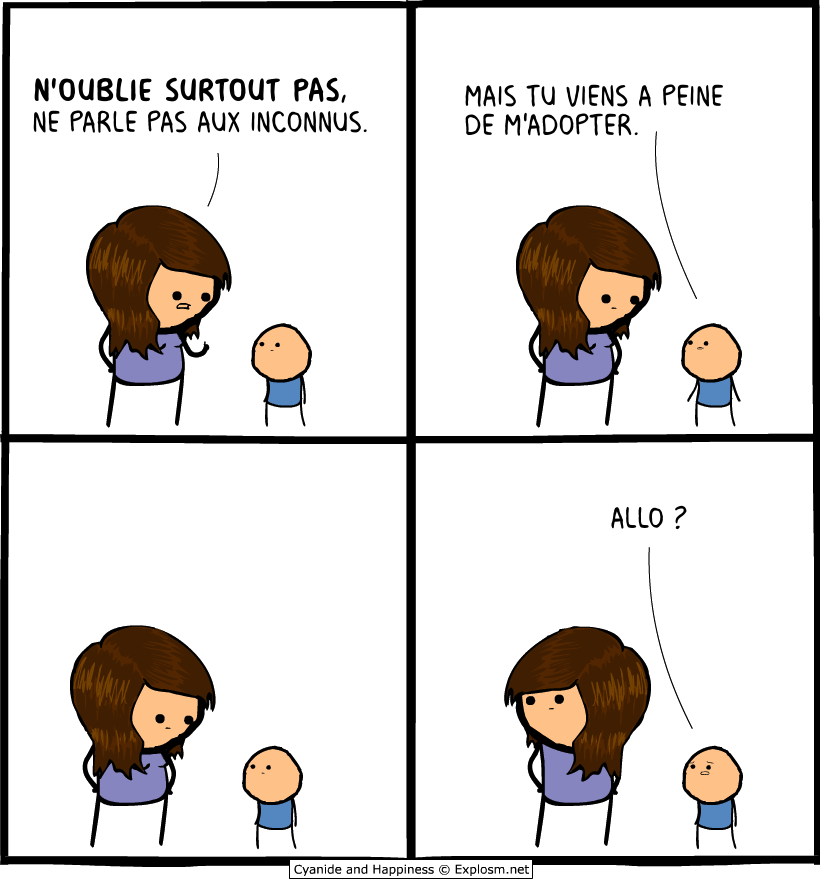 N'OUBLIE SURTOUT PAS,
NE PARLE PAS AUX INCONNUS.
MAIS TU VIENS A PEINE
DE M'ADOPTER.
ALLO ?
Cyanide and Happiness © Explosm.net